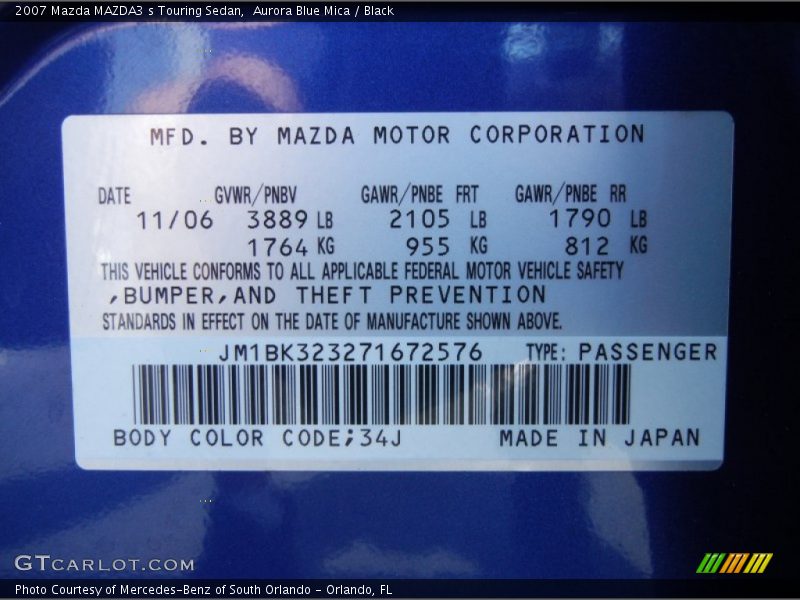 2007 Mazda MAZDA3 s Touring Sedan,  Aurora Blue Mica / Black
MFD. BY MAZDA MOTOR CORPORATION
DATE GVWR/PNBV GAWR/PNBE FRT GAWR/PNBE RR
11/06 3889 LB 2105 LB 1790 LB
1764 KG 955 KG 812 KG
THIS VEHICLE CONFORMS TO ALL APPLICABLE FEDERAL MOTOR VEHICLE SAFETY
,BUMPER,AND THEFT PREVENTION
STANDARDS IN EFFECT ON THE DATE OF MANUFACTURE SHOWN ABOVE.
JM1BK323271672576 TYPE: PASSENGER
BODY COLOR CODE;34J MADE IN JAPAN
GTCARLOT.COM
Photo Courtesy of Mercedes-Benz of South Orlando - Orlando, FL